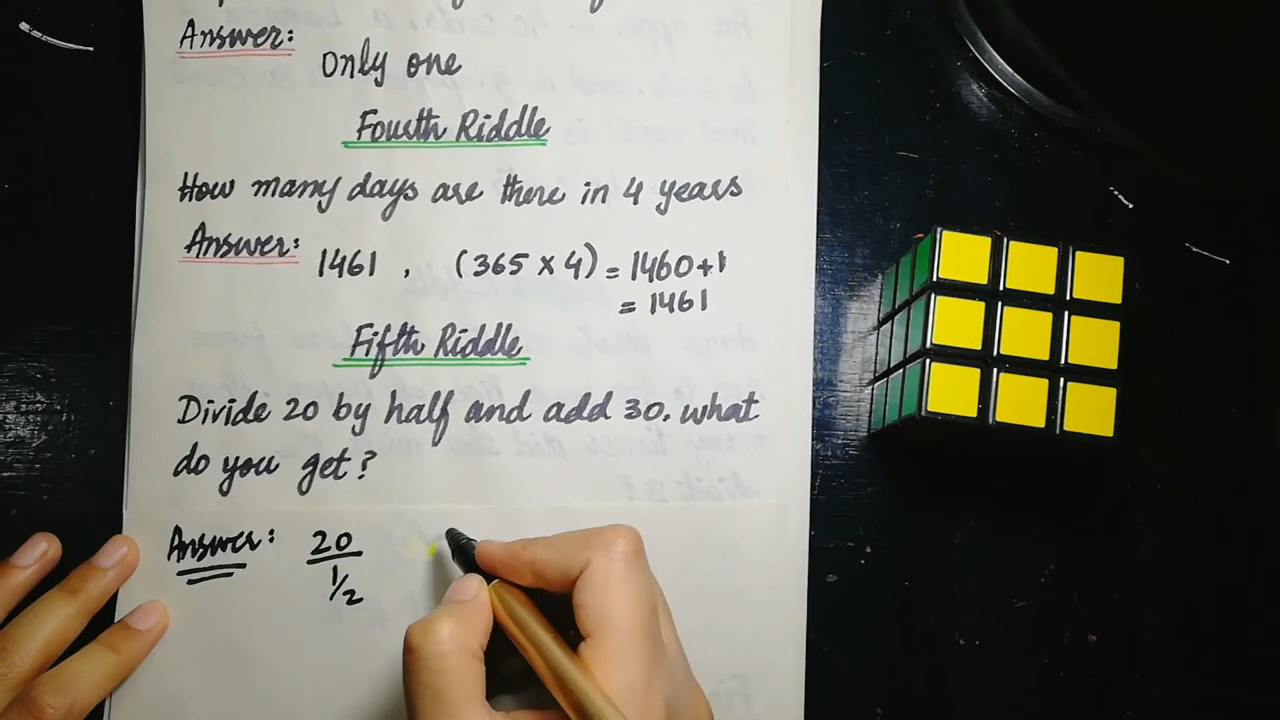 Answer:
Only one
Fourth Riddle
How many days are there in 4 years
Answer: 1461 , (365 × 4) = 1460+1
= 1461
Fifth Riddle
Divide 20 by half and add 30. what
do you get?
Answer: 20
1/2